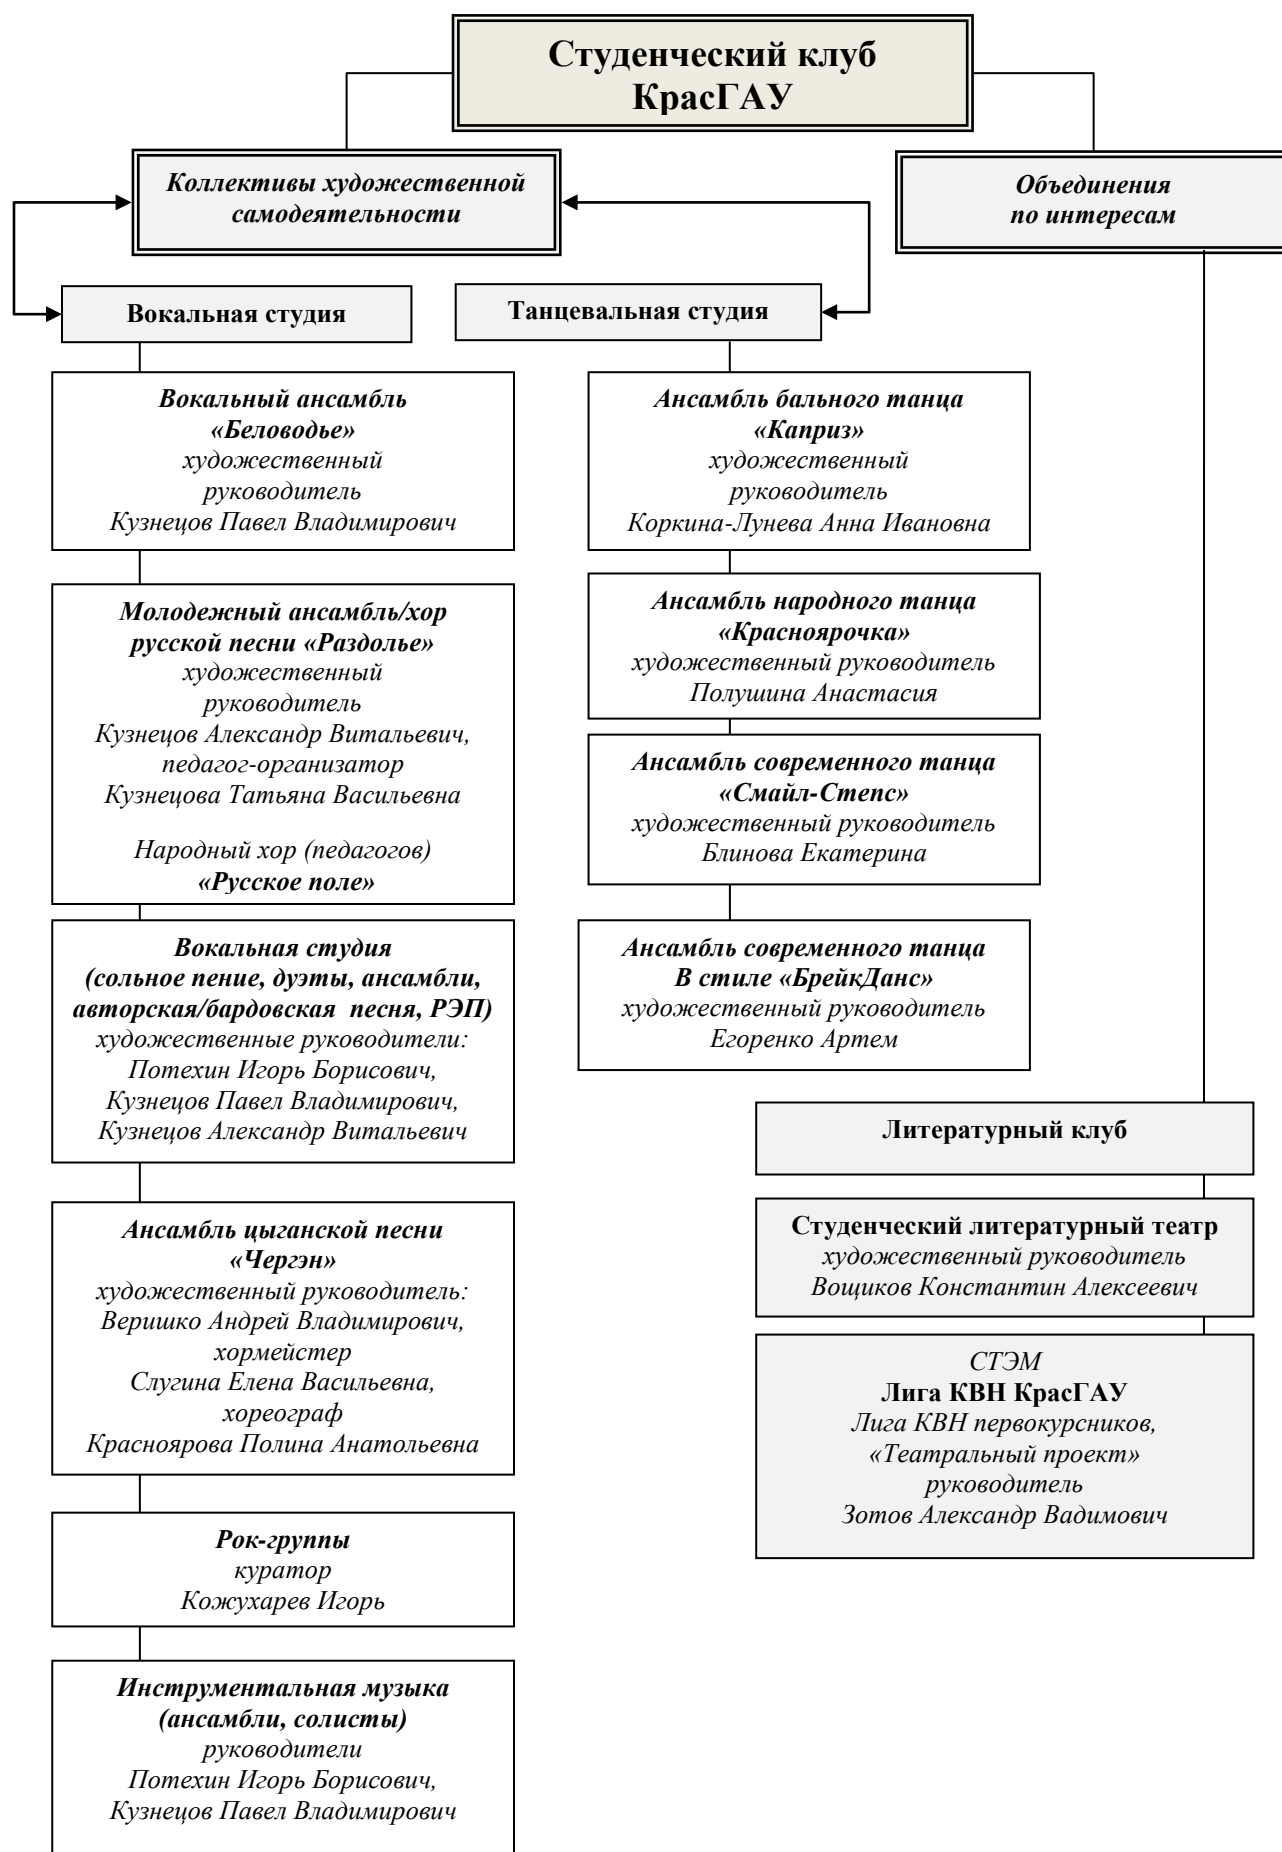 Студенческий клуб
КрасГАУ
Коллективы художественной
самодеятельности
Объединения
по интересам
Вокальная студия
Танцевальная студия
Вокальный ансамбль
«Беловодье»
художественный
руководитель
Кузнецов Павел Владимирович
Молодежный ансамбль/хор
русской песни «Раздолье»
художественный
руководитель
Кузнецов Александр Витальевич,
педагог-организатор
Кузнецова Татьяна Васильевна
Народный хор (педагогов)
«Русское поле»
Вокальная студия
(сольное пение, дуэты, ансамбли,
авторская/бардовская песня, РЭП)
художественные руководители:
Потехин Игорь Борисович,
Кузнецов Павел Владимирович,
Кузнецов Александр Витальевич
Ансамбль цыганской песни
«Чергэн»
художественный руководитель:
Веришко Андрей Владимирович,
хормейстер
Слугина Елена Васильевна,
хореограф
Красноярова Полина Анатольевна
Рок-группы
куратор
Кожухарев Игорь
Инструментальная музыка
(ансамбли, солисты)
руководители
Потехин Игорь Борисович,
Кузнецов Павел Владимирович
Ансамбль бального танца
«Каприз»
художественный
руководитель
Коркина-Лунева Анна Ивановна
Ансамбль народного танца
«Красноярочка»
художественный руководитель
Полушина Анастасия
Ансамбль современного танца
«Смайл-Степс»
художественный руководитель
Блинова Екатерина
Ансамбль современного танца
В стиле «БрейкДанс»
художественный руководитель
Егоренко Артем
Литературный клуб
Студенческий литературный театр
художественный руководитель
Вощиков Константин Алексеевич
СТЭМ
Лига КВН КрасГАУ
Лига КВН первокурсников,
«Театральный проект»
руководитель
Зотов Александр Вадимович